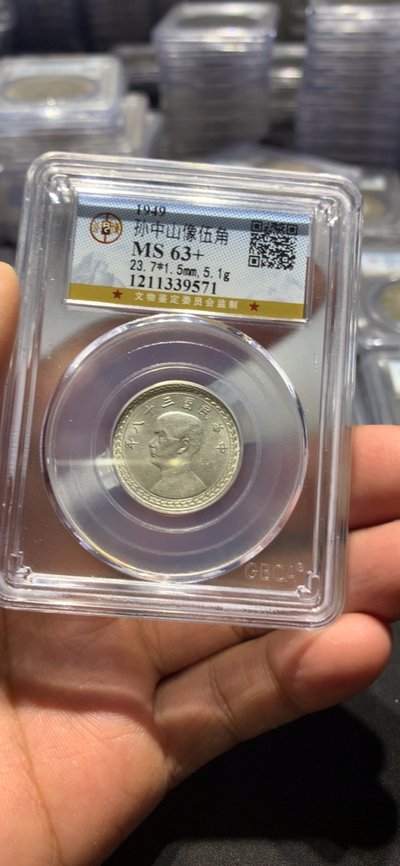 1949
孙中山像伍角
MS 63+
23.7*1.5mm,5.1g
1211339571
★ 文物鉴定委员会监制 ★
年八十三國民華中
GBCA®